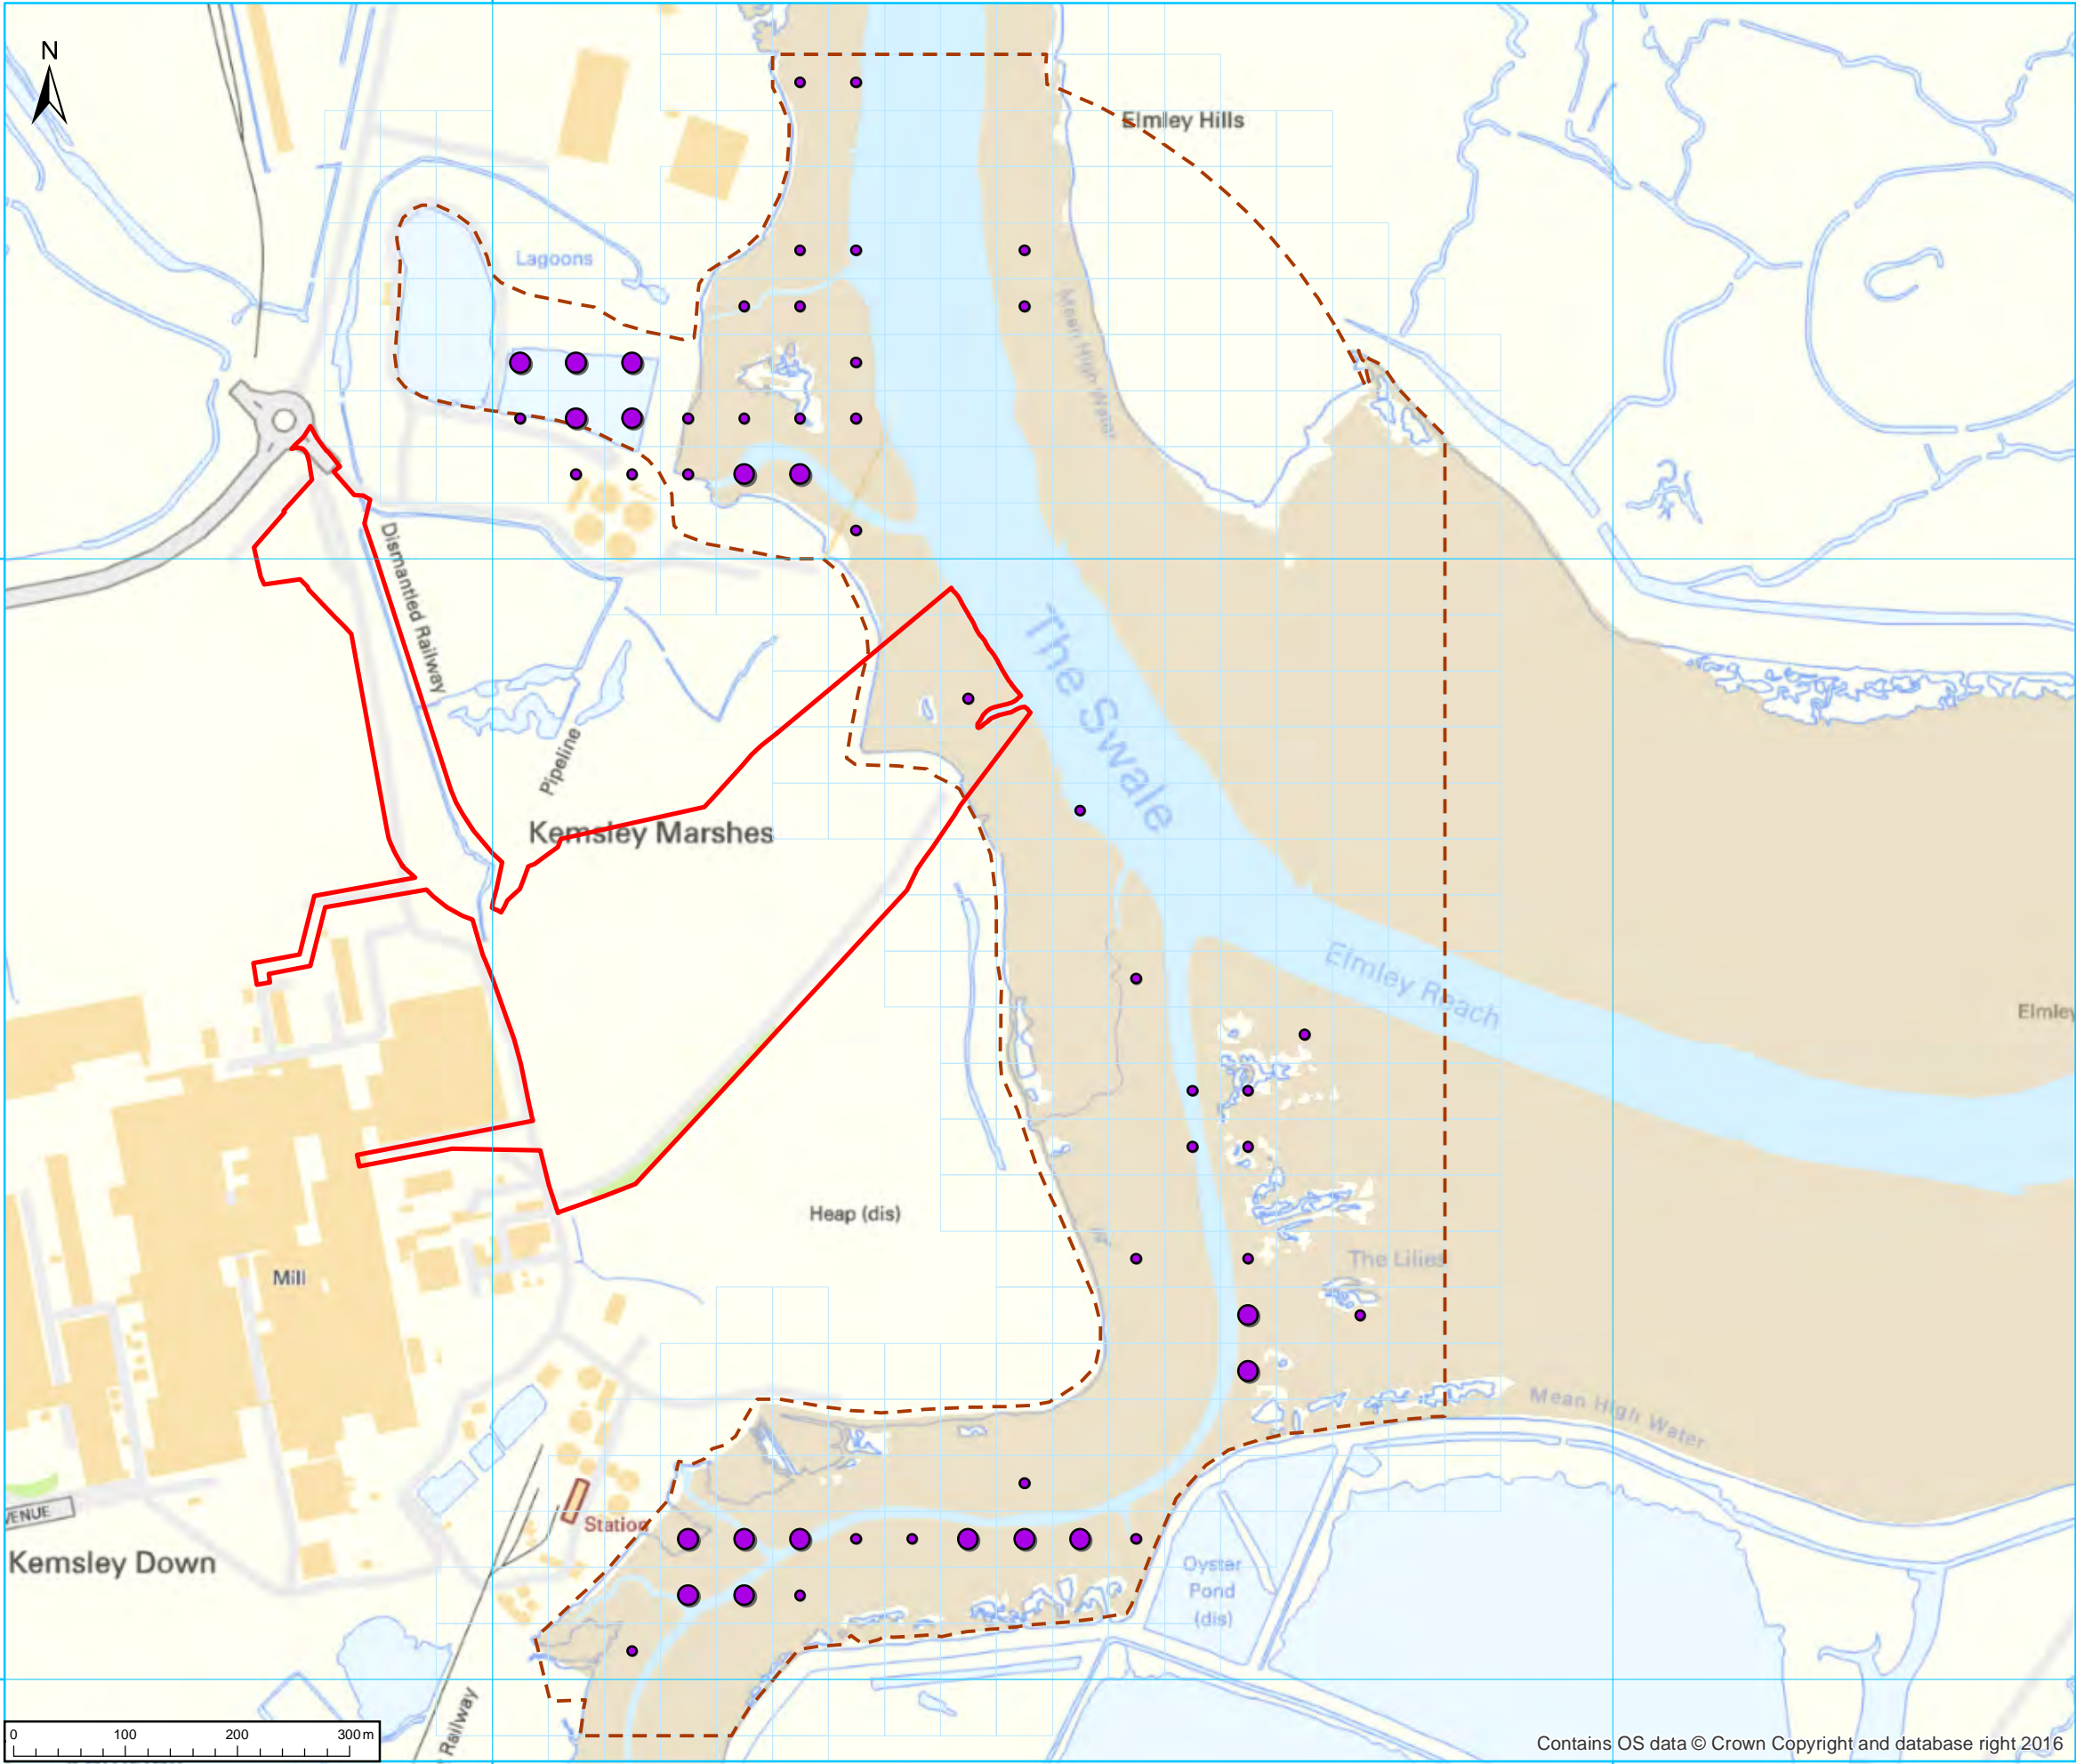 N
Elmley Hills
Lagoons
Mean High Water
Dismantled Railway
The Swale
Pipeline
Kemsley Marshes
Elmley Reach
Elmley
Heap (dis)
The Lilies
Mill
Mean High Water
VENUE
Station
Kemsley Down
Oyster
Pond
(dis)
Railway
0 100 200 300 m
Contains OS data © Crown Copyright and database right 2016